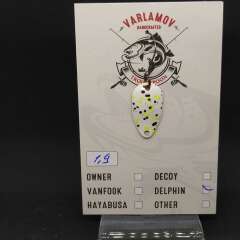 VARLAMOV
HANDCRAFTED
1,9
OWNER
DECOY
VANFOOK
DELPHIN
HAYABUSA
OTHER